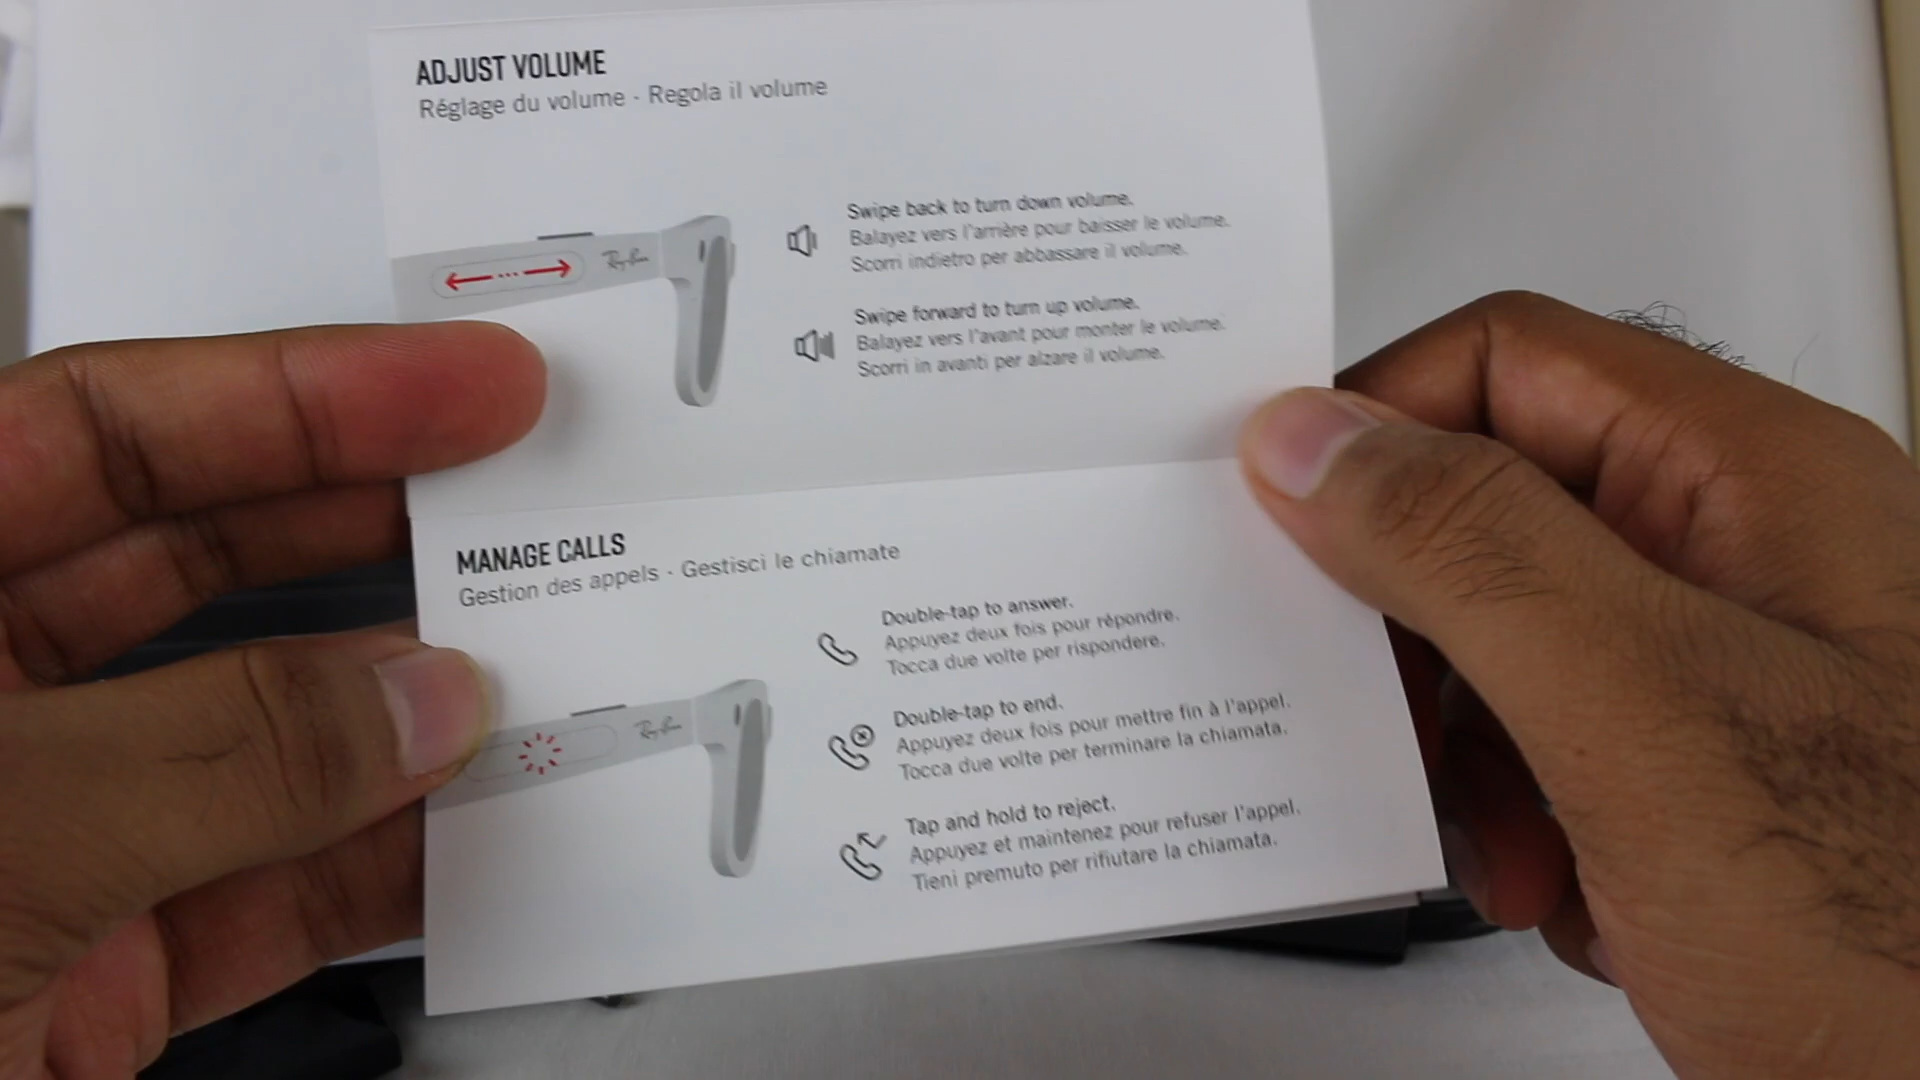 ADJUST VOLUME
Réglage du volume - Regola il volume
Ray-Ban
Swipe back to turn down volume.
Balayez vers l'arrière pour baisser le volume.
Scorri indietro per abbassare il volume.
Swipe forward to turn up volume.
Balayez vers l'avant pour monter le volume.
Scorri in avanti per alzare il volume.
MANAGE CALLS
Gestion des appels - Gestisci le chiamate
Ray-Ban
Double-tap to answer.
Appuyez deux fois pour répondre.
Tocca due volte per rispondere.
Double-tap to end.
Appuyez deux fois pour mettre fin à l'appel.
Tocca due volte per terminare la chiamata.
Tap and hold to reject.
Appuyez et maintenez pour refuser l'appel.
Tieni premuto per rifiutare la chiamata.